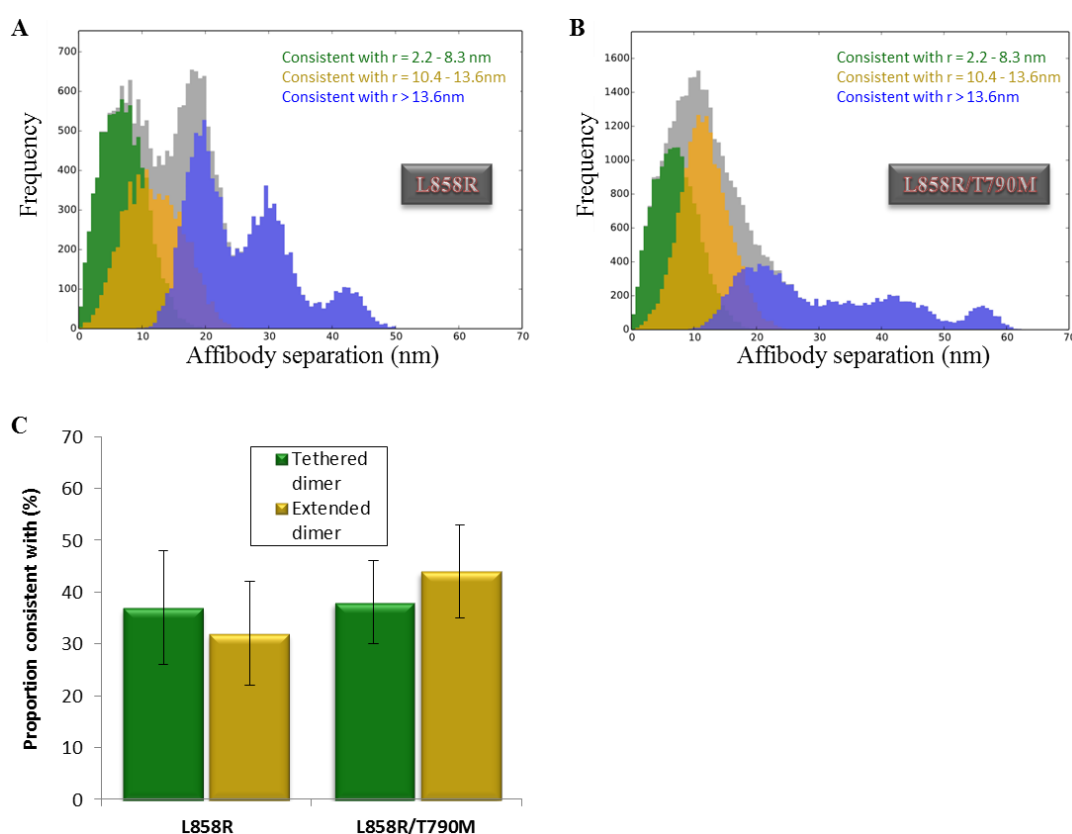 A
Consistent with r = 2.2 - 8.3 nm
Consistent with r = 10.4 - 13.6nm
Consistent with r > 13.6nm
L858R
Frequency
700
600
500
400
300
200
100
0
0 10 20 30 40 50 60 70
Affibody separation (nm)
B
Consistent with r = 2.2 - 8.3 nm
Consistent with r = 10.4 - 13.6nm
Consistent with r > 13.6nm
L858R/T790M
Frequency
1600
1400
1200
1000
800
600
400
200
0
0 10 20 30 40 50 60 70
Affibody separation (nm)
C
Proportion consistent with (%)
70
60
50
40
30
20
10
0
Tethered
dimer
Extended
dimer
L858R L858R/T790M